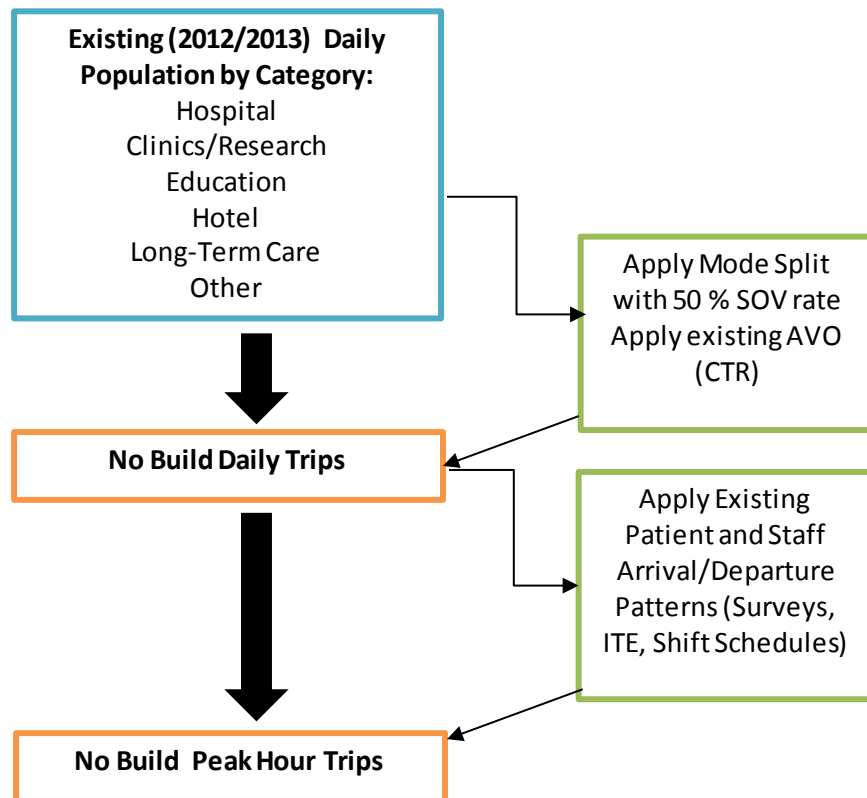 Existing (2012/2013) Daily
Population by Category:
Hospital
Clinics/Research
Education
Hotel
Long-Term Care
Other
Apply Mode Split
with 50 % SOV rate
Apply existing AVO
(CTR)
No Build Daily Trips
Apply Existing
Patient and Staff
Arrival/Departure
Patterns (Surveys,
ITE, Shift Schedules)
No Build Peak Hour Trips